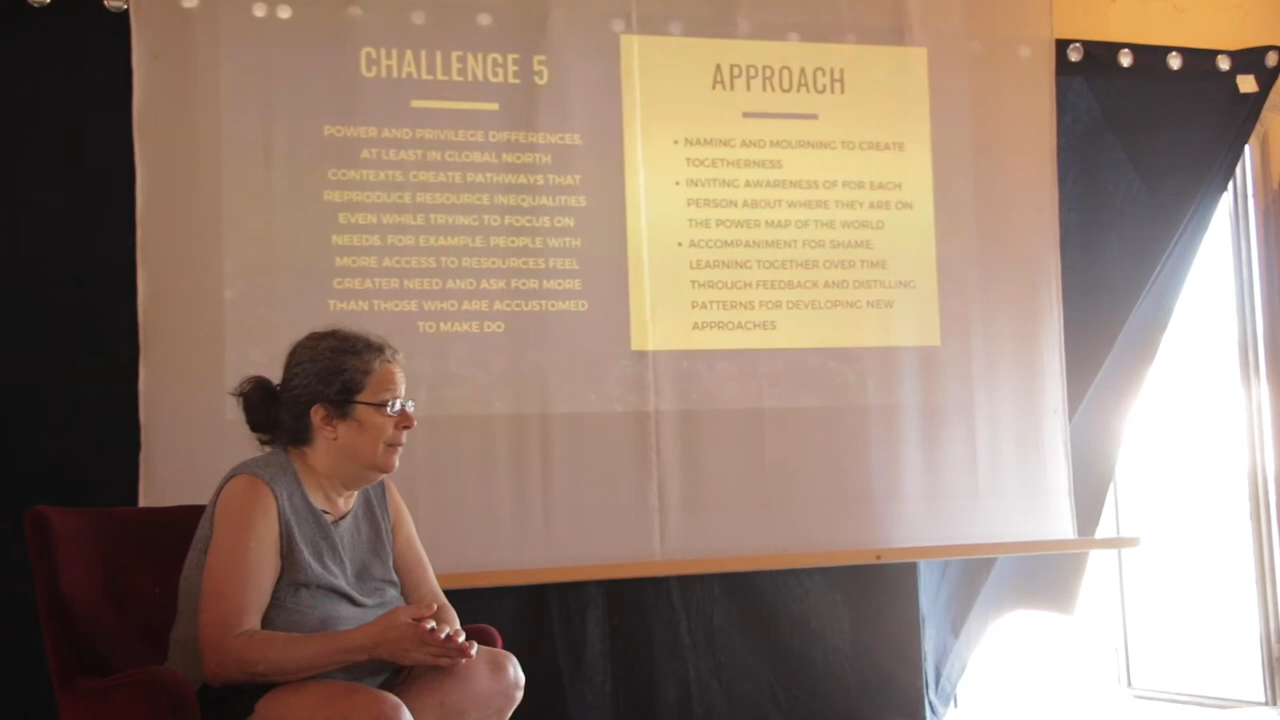 CHALLENGE 5
POWER AND PRIVILEGE DIFFERENCES,
AT LEAST IN GLOBAL NORTH
CONTEXTS, CREATE PATHWAYS THAT
REPRODUCE RESOURCE INEQUALITIES
EVEN WHILE TRYING TO FOCUS ON
NEEDS. FOR EXAMPLE: PEOPLE WITH
MORE ACCESS TO RESOURCES FEEL
GREATER NEED AND ASK FOR MORE
THAN THOSE WHO ARE ACCUSTOMED
TO MAKE DO
APPROACH
• NAMING AND MOURNING TO CREATE
TOGETHERNESS
• INVITING AWARENESS OF FOR EACH
PERSON ABOUT WHERE THEY ARE ON
THE POWER MAP OF THE WORLD
• ACCOMPANIMENT FOR SHAME;
LEARNING TOGETHER OVER TIME
THROUGH FEEDBACK AND DISTILLING
PATTERNS FOR DEVELOPING NEW
APPROACHES